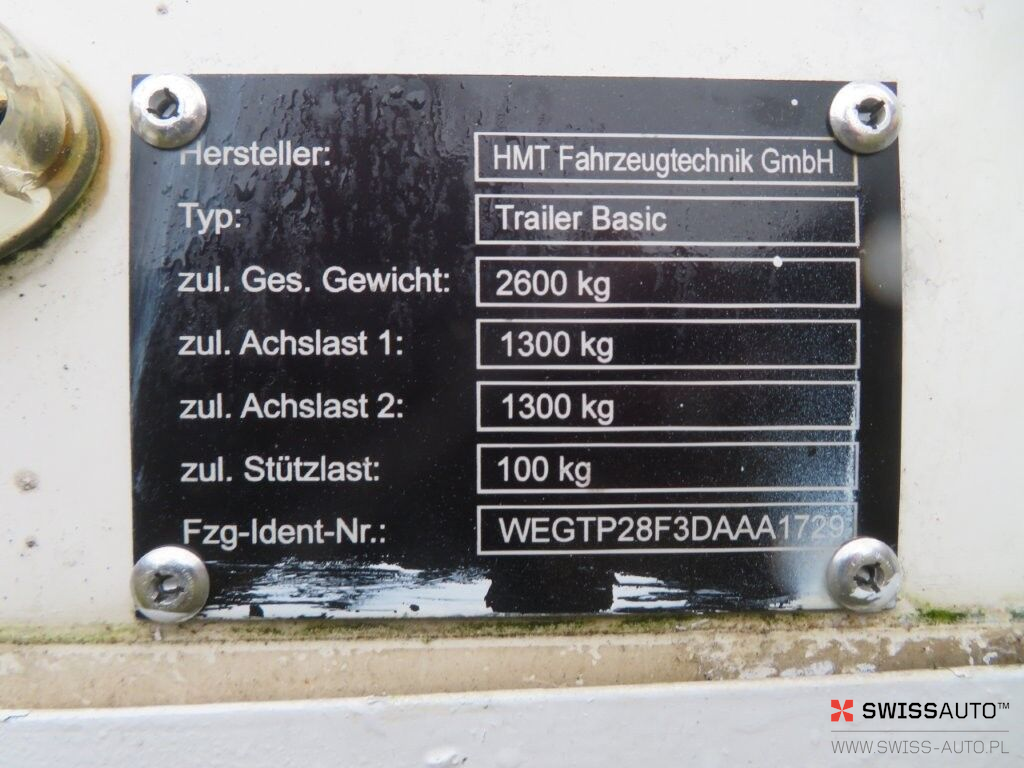 Hersteller: HMT Fahrzeugtechnik GmbH
Typ: Trailer Basic
zul. Ges. Gewicht: 2600 kg
zul. Achslast 1: 1300 kg
zul. Achslast 2: 1300 kg
zul. Stützlast: 100 kg
Fzg-Ident-Nr.: WEGTP28F3DAAA1729
SWISSAUTO™
WWW.SWISS-AUTO.PL